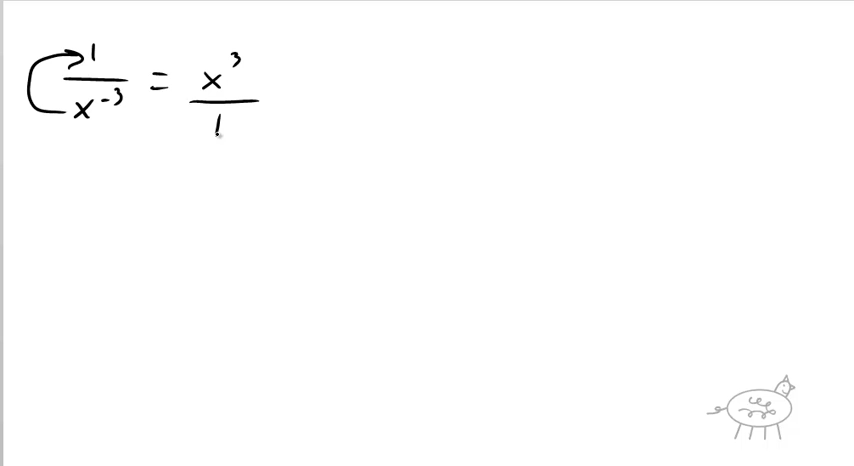 1/x⁻³ = x³/1